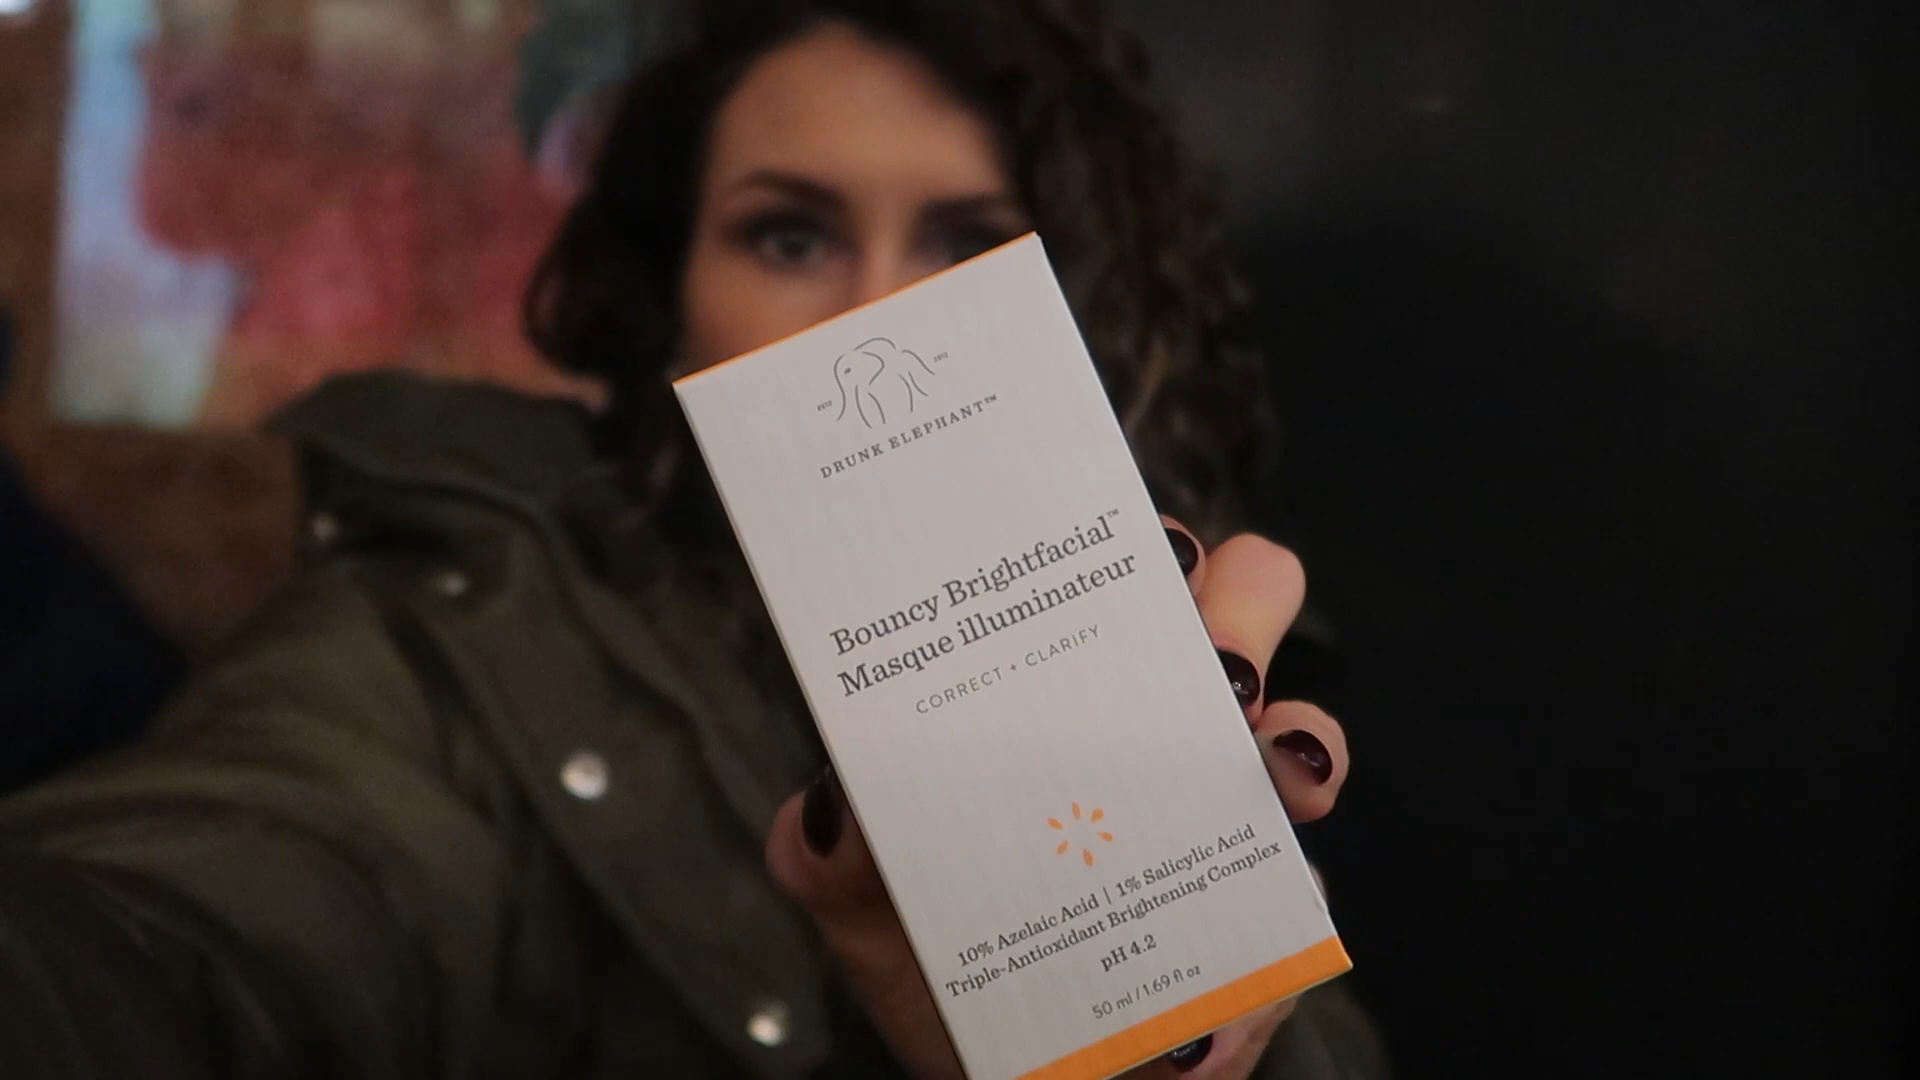 ESTD 2012
DRUNK ELEPHANT™
Bouncy Brightfacial™
Masque illuminateur
CORRECT + CLARIFY
10% Azelaic Acid | 1% Salicylic Acid
Triple-Antioxidant Brightening Complex
pH 4.2
50 ml / 1.69 fl oz